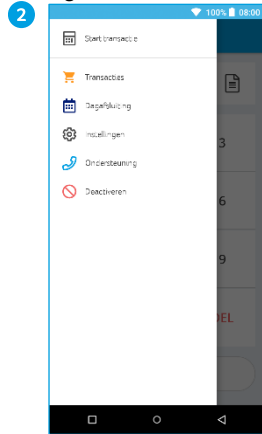 2
100% 08:00
Start transactie
Transacties
Dagafsluiting
Instellingen
3
Ondersteuning
Deactiveren
6
9
DEL